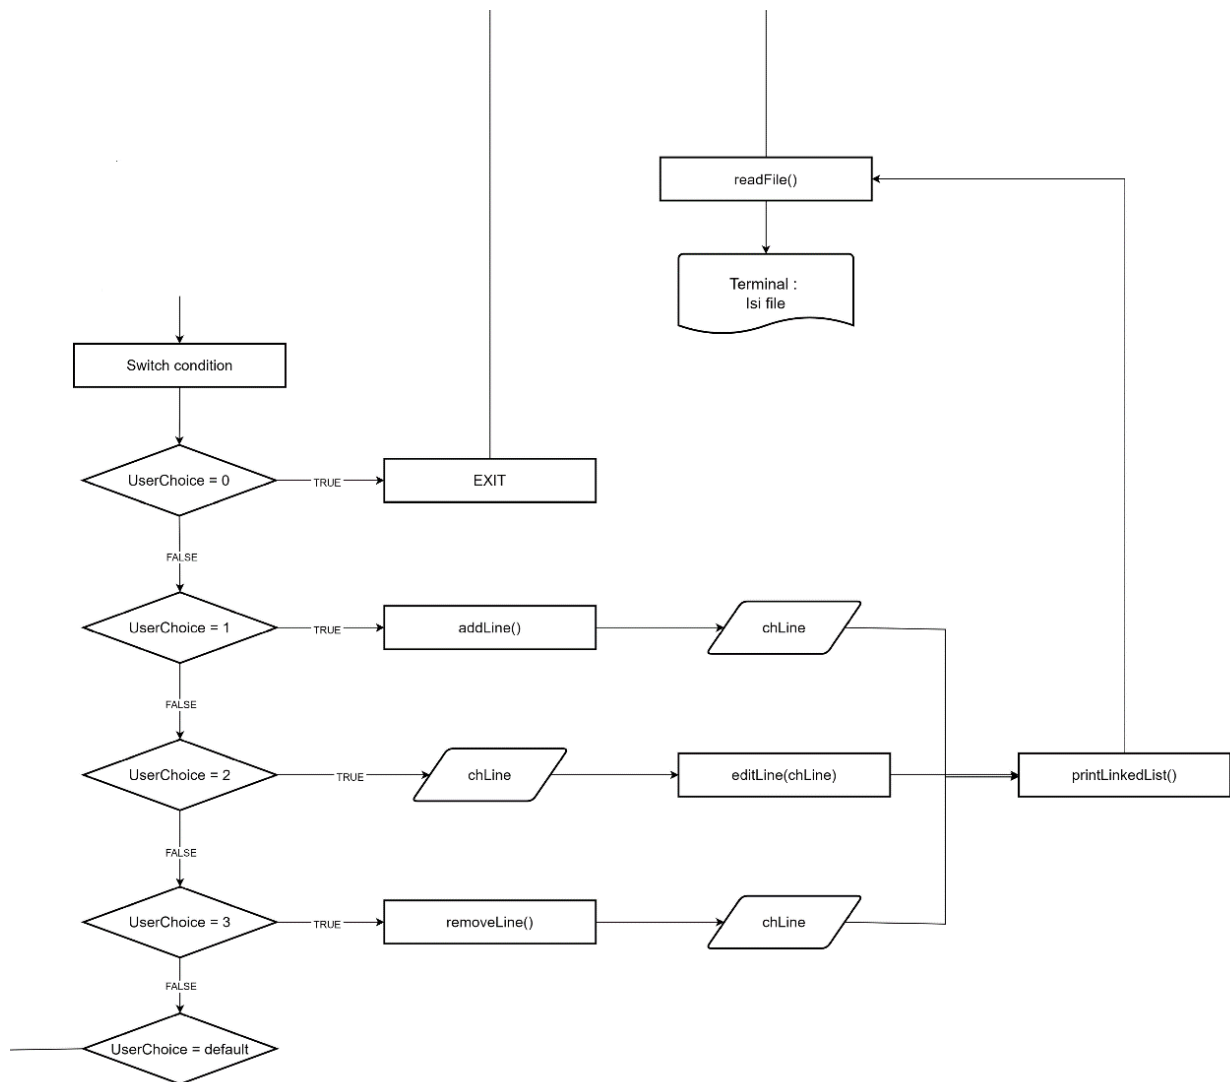 readFile()
Terminal :
Isi file
Switch condition
UserChoice = 0
TRUE
EXIT
FALSE
UserChoice = 1
TRUE
addLine()
chLine
FALSE
UserChoice = 2
TRUE
chLine
editLine(chLine)
printLinkedList()
FALSE
UserChoice = 3
TRUE
removeLine()
chLine
FALSE
UserChoice = default